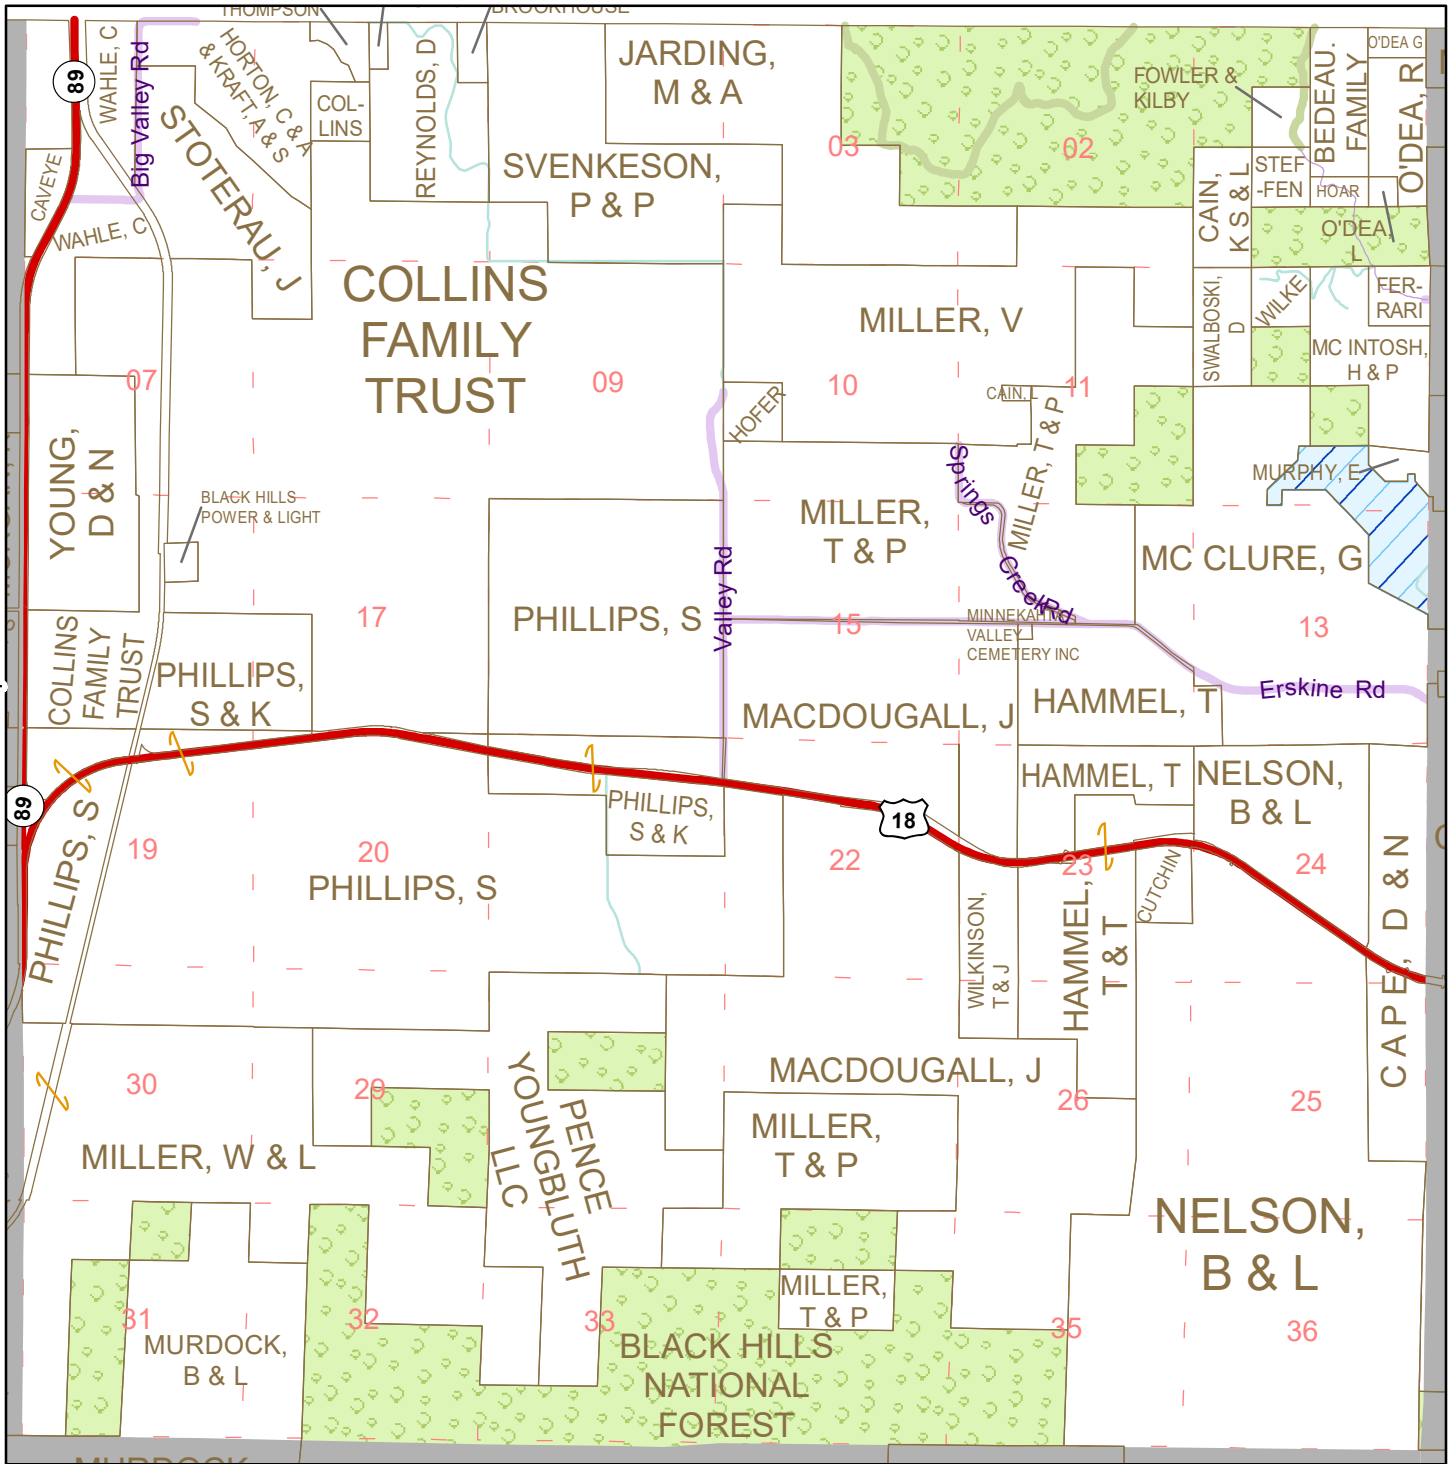 THOMPSON
BROOKHOUSE
89
WAHLE, C
Big Valley Rd
HORTON, C & A
& KRAFT, A & S
STOTERAU, J
COL-
LINS
REYNOLDS, D
JARDING,
M & A
SVENKESON,
P & P
03
02
FOWLER &
KILBY
BEDEAU.
FAMILY
O'DEA G
O'DEA, R
CAVEYE
WAHLE, C
CAIN,
K S & L
STEF
-FEN
HOAR
O'DEA,
L
COLLINS
FAMILY
TRUST
MILLER, V
SWALBOSKI,
D
WILKE
FER-
RARI
MC INTOSH,
H & P
07
09
10
11
HOFER
CAIN, L
MILLER, T & P
YOUNG,
D & N
BLACK HILLS
POWER & LIGHT
MILLER,
T & P
Springs
Creek Rd
MURPHY, E
MC CLURE, G
Valley Rd
17
PHILLIPS, S
15
MINNEKAHTA
VALLEY
CEMETERY INC
13
COLLINS
FAMILY
TRUST
PHILLIPS,
S & K
MACDOUGALL, J
HAMMEL, T
Erskine Rd
HAMMEL, T
NELSON,
B & L
89
PHILLIPS, S
PHILLIPS,
S & K
18
19
20
22
23
24
PHILLIPS, S
CUTCHIN
WILKINSON,
T & J
HAMMEL,
T & T
CAPE, D & N
30
29
PENCE
YOUNGBLUTH
LLC
MACDOUGALL, J
26
25
MILLER, W & L
MILLER,
T & P
NELSON,
B & L
31
32
33
MILLER,
T & P
35
36
MURDOCK,
B & L
BLACK HILLS
NATIONAL
FOREST
MURDOCK